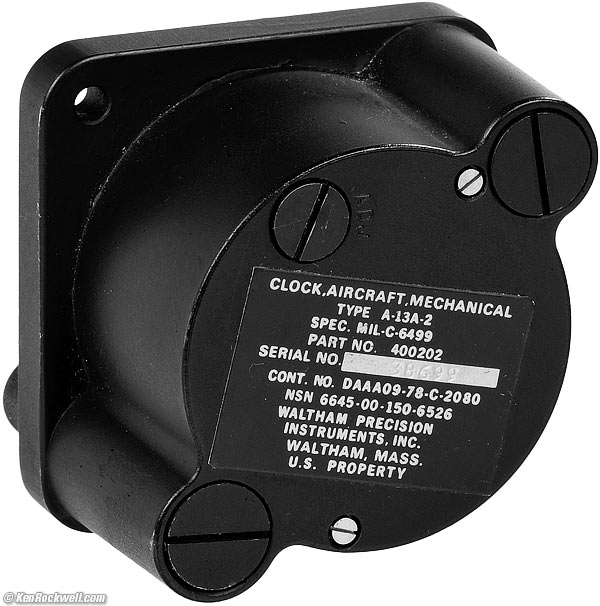 CLOCK, AIRCRAFT, MECHANICAL
TYPE A-13A-2
SPEC. MIL-C-6499
PART NO. 400202
SERIAL NO.
CONT. NO. DAAA09-78-C-2080
NSN 6645-00-150-6526
WALTHAM PRECISION
INSTRUMENTS, INC.
WALTHAM, MASS.
U.S. PROPERTY
© KenRockwell.com